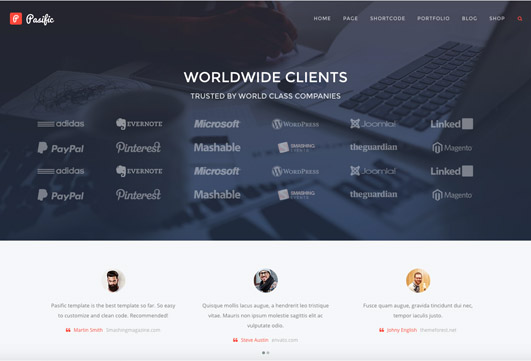 Pasific
HOME PAGE SHORTCODE PORTFOLIO BLOG SHOP
WORLDWIDE CLIENTS
TRUSTED BY WORLD CLASS COMPANIES
adidas EVERNOTE Microsoft WORDPRESS Joomla! Linked
PayPal Pinterest Mashable SMASHING EVENTS theguardian Magento
adidas EVERNOTE Microsoft WORDPRESS Joomla! Linked
PayPal Pinterest Mashable SMASHING EVENTS theguardian Magento
Pasific template is the best template so far. So easy
to customize and clean code. Recommended!
Martin Smith Smashingmagazine.com
Quisque mollis lacus augue, a hendrerit leo tristique
vitae. Mauris non ipsum molestie sagittis elit ac
vulputate odio.
Steve Austin envato.com
Fusce quam augue, gravida tincidunt dui nec,
tempor iaculis justo.
Johny English themeforest.net